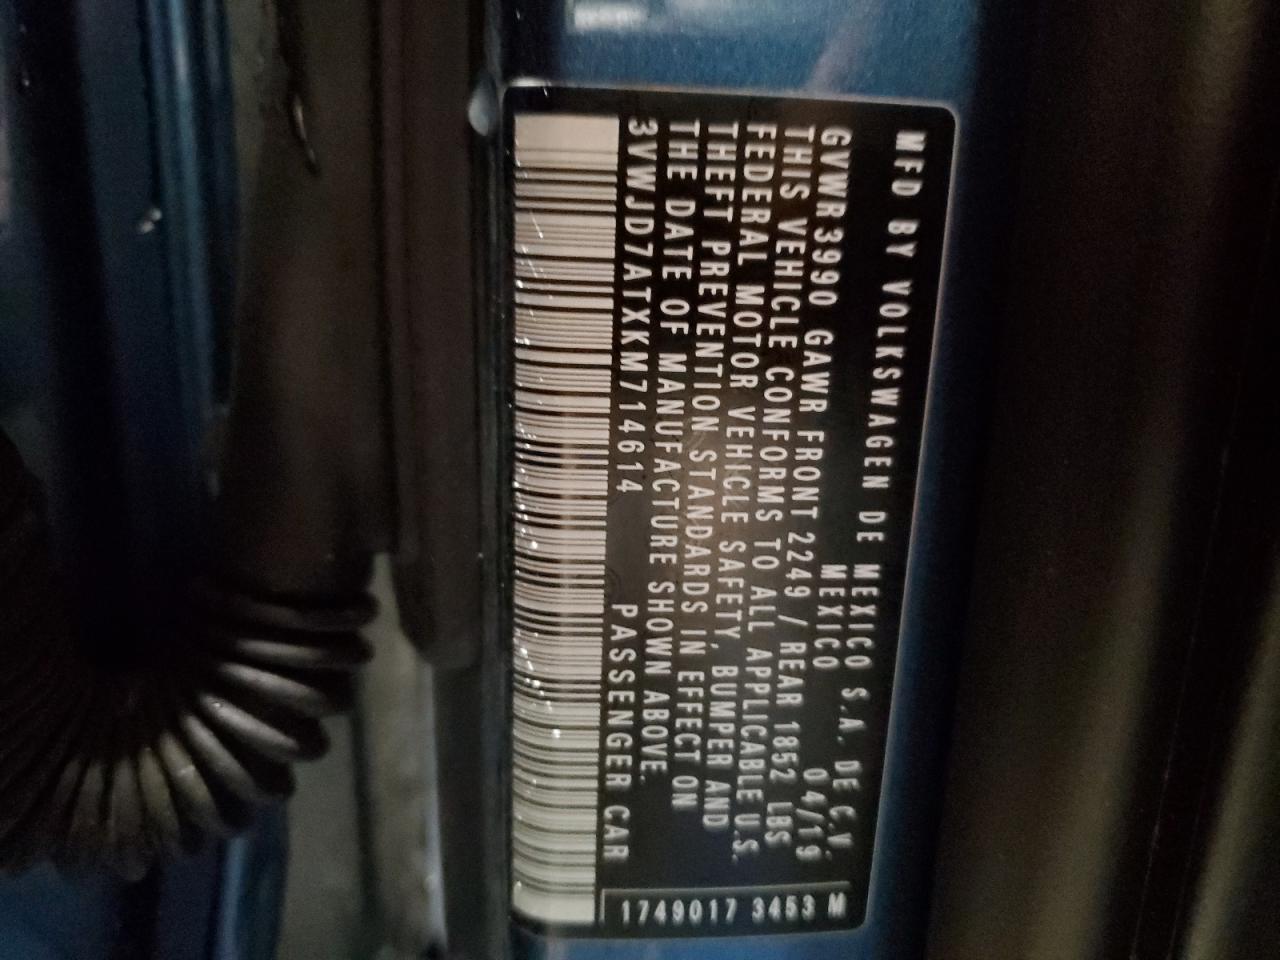 MFD BY VOLKSWAGEN DE MEXICO S.A. DE C.V.
MEXICO 04/19
GVWR3990 GAWR FRONT 2249 / REAR 1852 LBS
THIS VEHICLE CONFORMS TO ALL APPLICABLE U.S.
FEDERAL MOTOR VEHICLE SAFETY, BUMPER AND
THEFT PREVENTION STANDARDS IN EFFECT ON
THE DATE OF MANUFACTURE SHOWN ABOVE.
3VWJD7ATXKM714614 PASSENGER CAR
1749017 3453 M